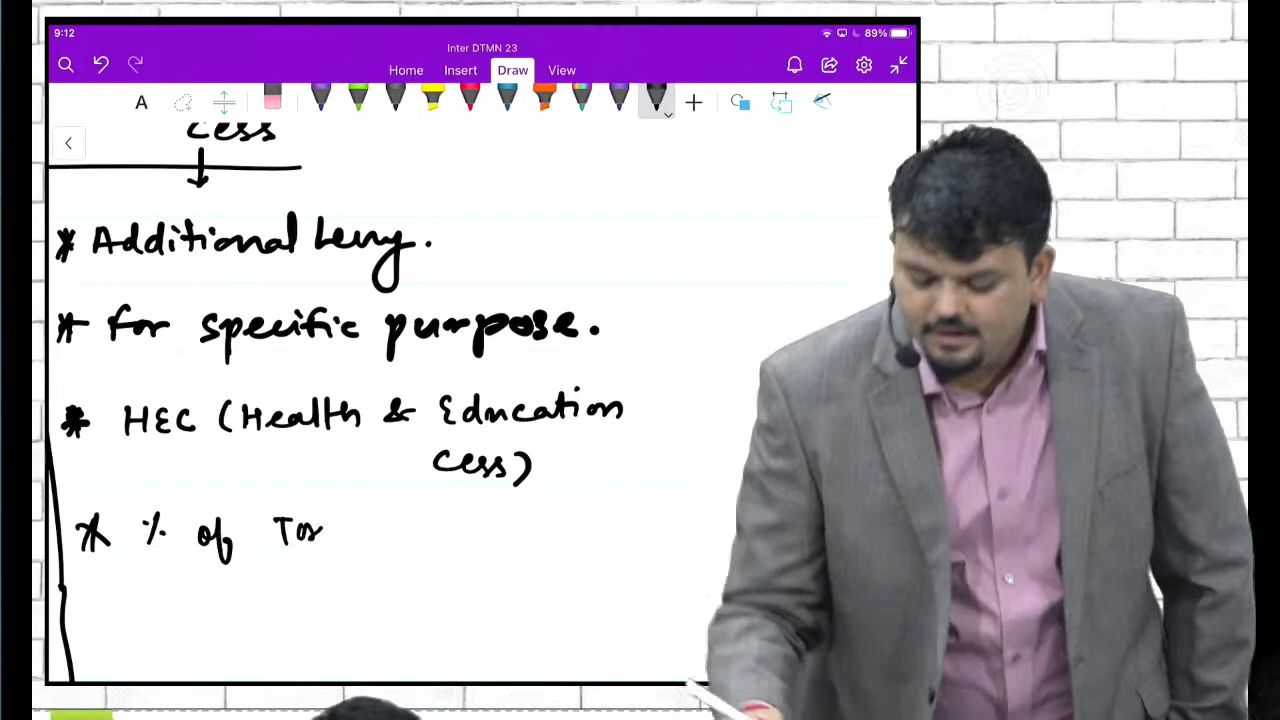 9:12
89%
Inter DTMN 23
Home Insert Draw View
A
Cess
* Additional Levy.
* for specific purpose.
* HEC (Health & Education
Cess)
* % of